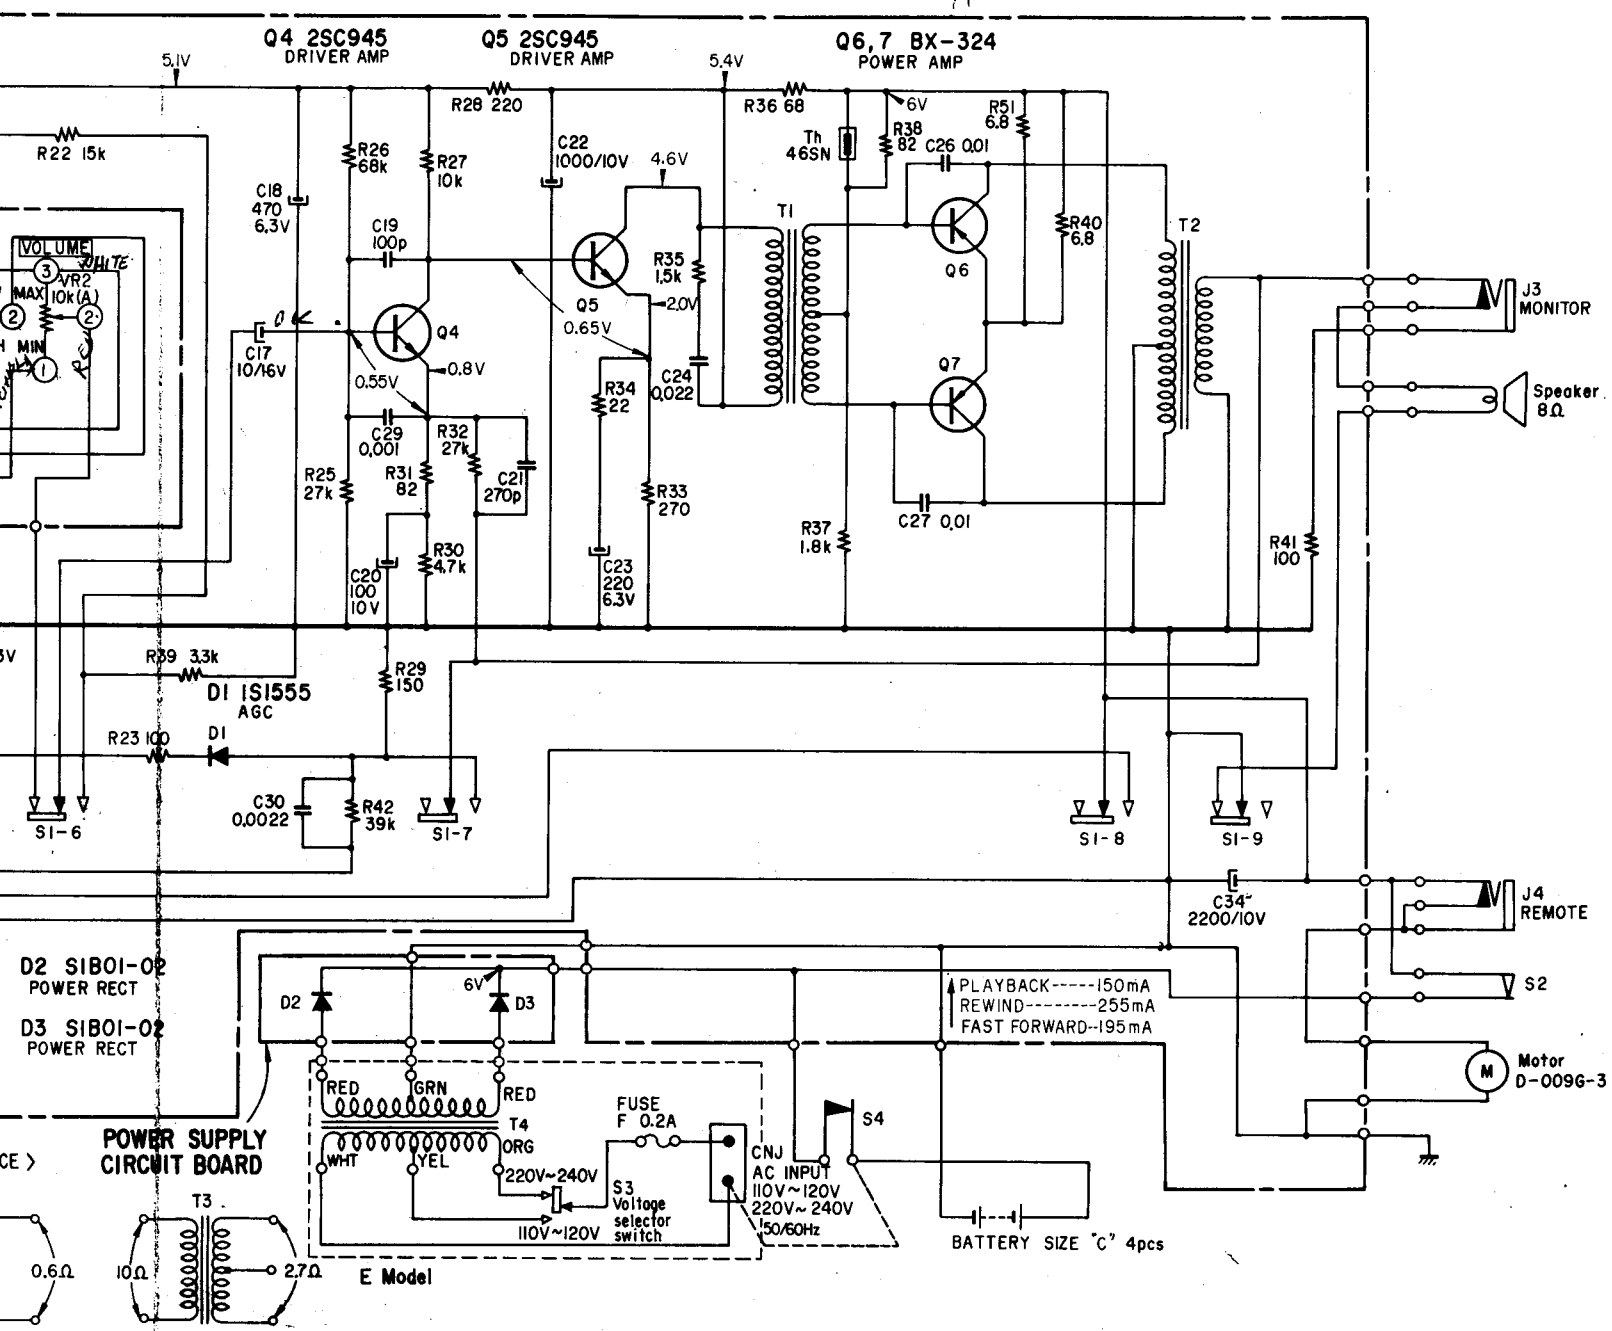 Q4 2SC945
DRIVER AMP
Q5 2SC945
DRIVER AMP
Q6,7 BX-324
POWER AMP
5.1V
5.4V
R28 220
R36 68
6V
R51
6.8
R22 15k
R26
68k
R27
10k
C22
1000/10V
Th
46SN
R38
82
C26 0.01
4.6V
C18
470
6.3V
C19
100p
T1
R40
6.8
T2
VOLUME
WHITE
3
VR2
10k(A)
MAX
2
2
MIN
1
R35
1.5k
Q6
Q5
2.0V
0.65V
Q4
C17
10/16V
0.55V
0.8V
J3
MONITOR
Q7
C24
0.022
R34
22
Speaker
8Ω
C29
0.001
R32
27k
R25
27k
R31
82
C21
270p
R33
270
C27 0.01
R37
1.8k
R41
100
R30
4.7k
C20
100
10V
C23
220
6.3V
R39 3.3k
R29
150
D1 1S1555
AGC
R23 100
D1
C30
0.0022
R42
39k
S1-6
S1-7
S1-8
S1-9
C34
2200/10V
J4
REMOTE
D2 S1B01-02
POWER RECT
D3 S1B01-02
POWER RECT
6V
D2
D3
PLAYBACK-----150mA
REWIND--------255mA
FAST FORWARD--195mA
S2
Motor
D-009G-3
M
RED
GRN
RED
T4
ORG
WHT
YEL
FUSE
F 0.2A
S4
POWER SUPPLY
CIRCUIT BOARD
220V~240V
S3
Voltage
selector
switch
110V~120V
CNJ
AC INPUT
110V~120V
220V~240V
50/60Hz
BATTERY SIZE "C" 4pcs
CE>
T3
0.6Ω
10Ω
2.7Ω
E Model